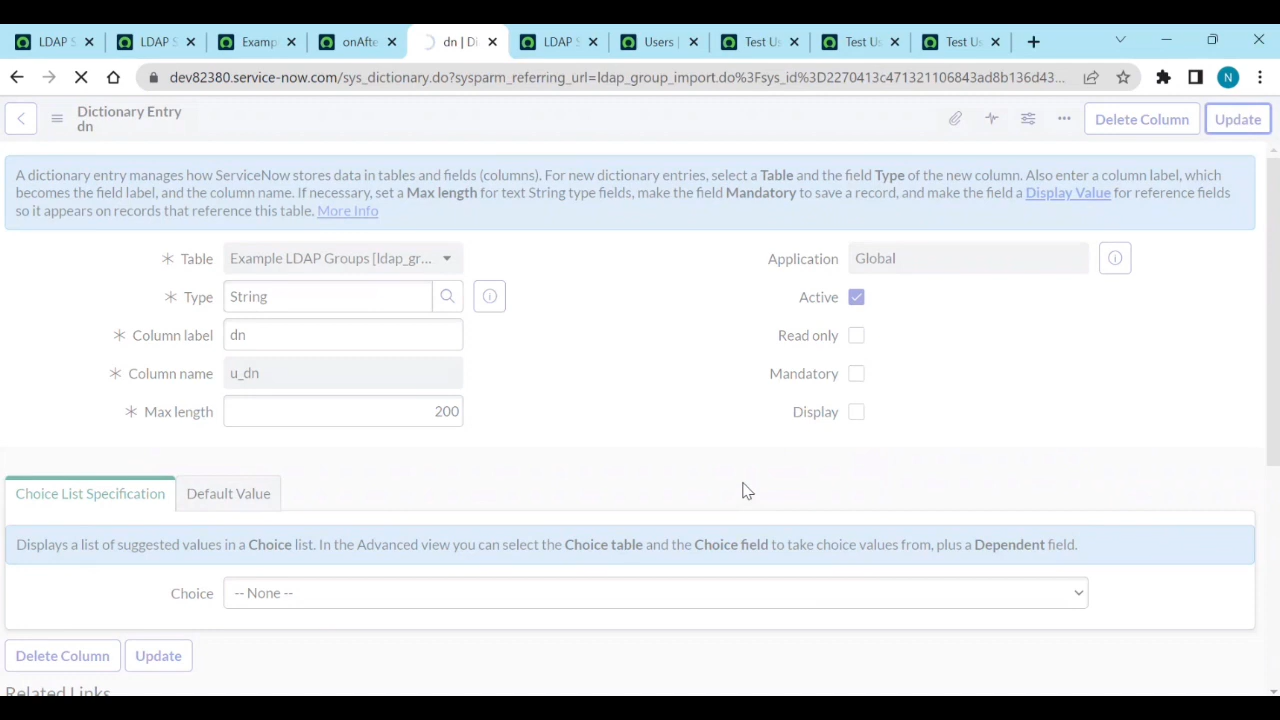 LDAP S
LDAP S
Examp
onAfte
dn | Di
LDAP S
Users |
Test Us
Test Us
Test Us
dev82380.service-now.com/sys_dictionary.do?sysparm_referring_url=ldap_group_import.do%3Fsys_id%3D2270413c471321106843ad8b136d43...
N
Dictionary Entry
dn
Delete Column
Update
A dictionary entry manages how ServiceNow stores data in tables and fields (columns). For new dictionary entries, select a Table and the field Type of the new column. Also enter a column label, which
becomes the field label, and the column name. If necessary, set a Max length for text String type fields, make the field Mandatory to save a record, and make the field a Display Value for reference fields
so it appears on records that reference this table. More Info
Table Example LDAP Groups [ldap_gr...
Application Global
Type String
Active
Column label dn
Read only
Column name u_dn
Mandatory
Max length 200
Display
Choice List Specification
Default Value
Displays a list of suggested values in a Choice list. In the Advanced view you can select the Choice table and the Choice field to take choice values from, plus a Dependent field.
Choice -- None --
Delete Column
Update
Related Links